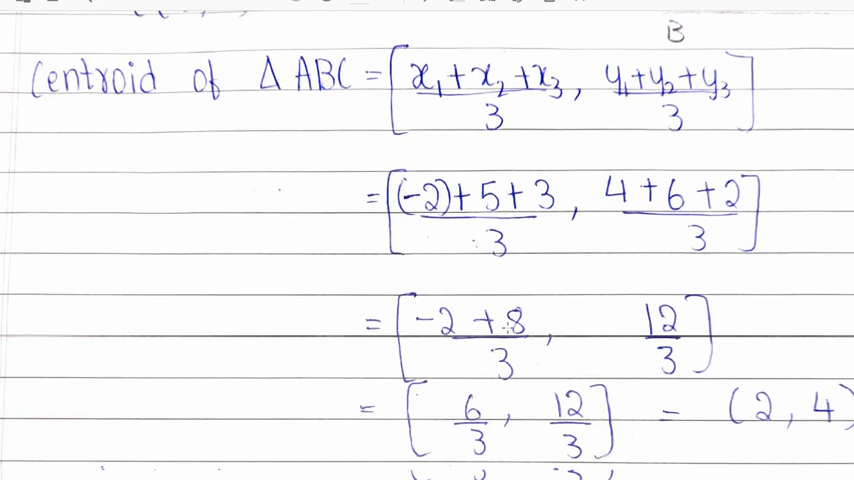 B
Centroid of Δ ABC = [ x₁+x₂+x₃ / 3 , y₁+y₂+y₃ / 3 ]
= [ (-2)+5+3 / 3 , 4+6+2 / 3 ]
= [ -2+8 / 3 , 12 / 3 ]
= [ 6 / 3 , 12 / 3 ] = (2, 4)